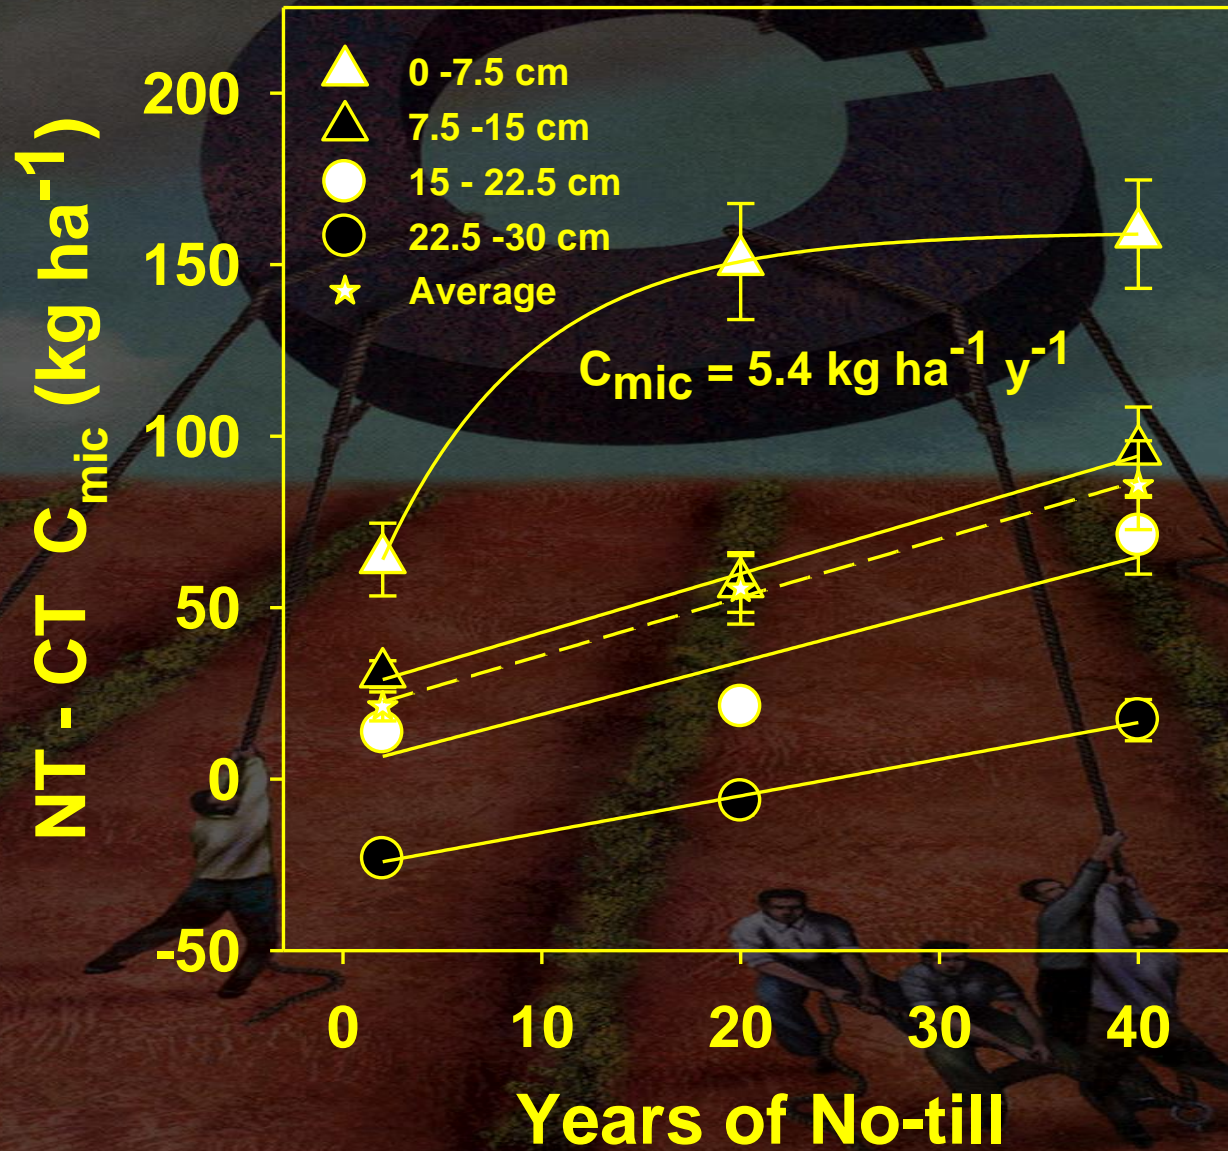 NT - CT C_mic (kg ha⁻¹)
200
150
100
50
0
-50
0 -7.5 cm
7.5 -15 cm
15 - 22.5 cm
22.5 -30 cm
Average
C_mic = 5.4 kg ha⁻¹ y⁻¹
0 10 20 30 40
Years of No-till